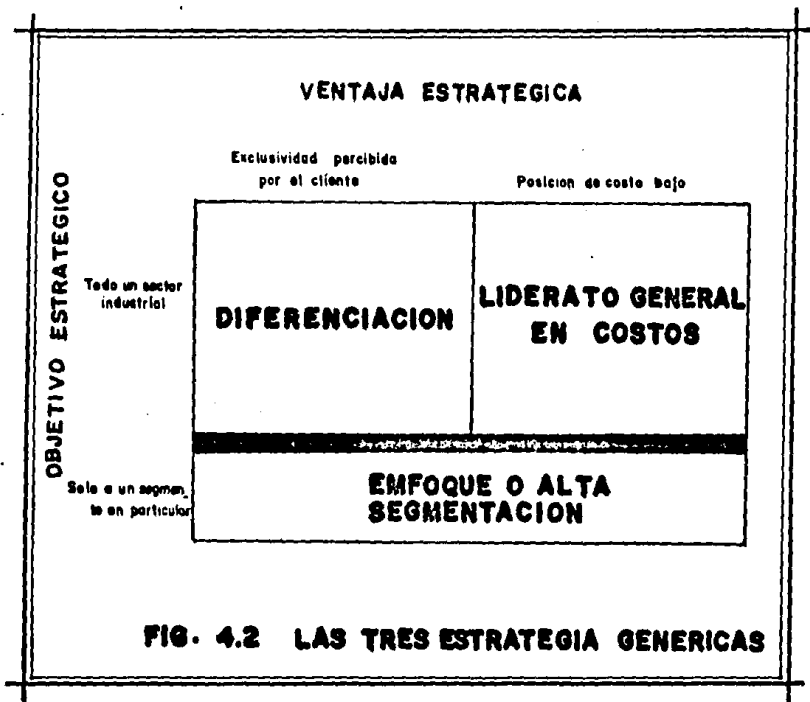 VENTAJA ESTRATEGICA
Exclusividad percibida
por el cliente
Posicion de costo bajo
OBJETIVO ESTRATEGICO
Todo un sector
industrial
DIFERENCIACION
LIDERATO GENERAL
EN COSTOS
Solo a un segmen_
to en particular
EMFOQUE O ALTA
SEGMENTACION
FIG. 4.2 LAS TRES ESTRATEGIA GENERICAS